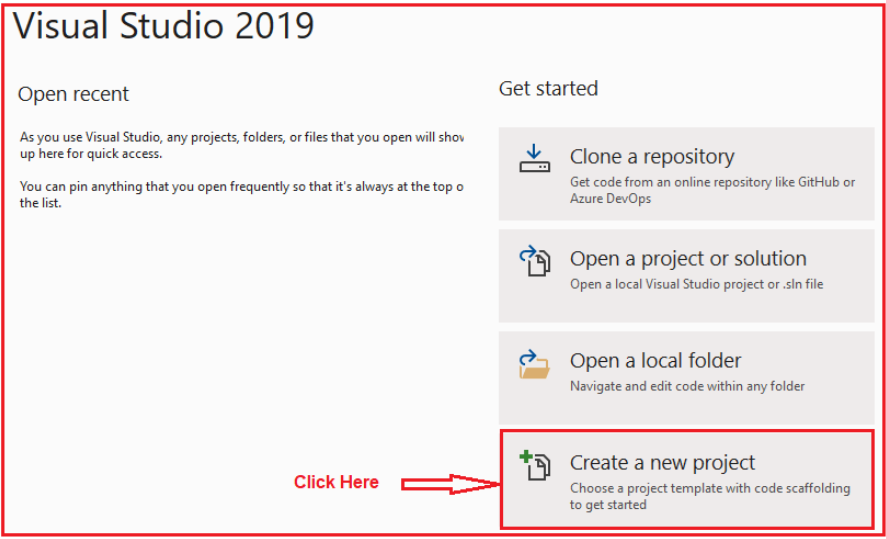 Visual Studio 2019
Open recent
As you use Visual Studio, any projects, folders, or files that you open will show
up here for quick access.
You can pin anything that you open frequently so that it's always at the top o
the list.
Get started
Clone a repository
Get code from an online repository like GitHub or
Azure DevOps
Open a project or solution
Open a local Visual Studio project or .sln file
Open a local folder
Navigate and edit code within any folder
Click Here
Create a new project
Choose a project template with code scaffolding
to get started